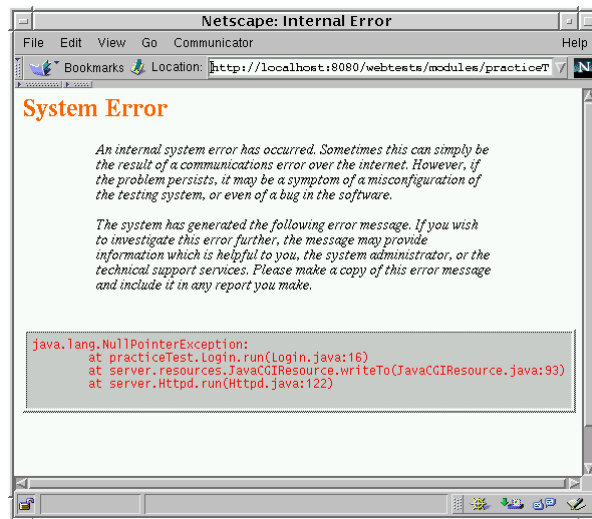 Netscape: Internal Error
File Edit View Go Communicator Help
Bookmarks Location: http://localhost:8080/webtests/modules/practiceT N
System Error
An internal system error has occurred. Sometimes this can simply be
the result of a communications error over the internet. However, if
the problem persists, it may be a symptom of a misconfiguration of
the testing system, or even of a bug in the software.
The system has generated the following error message. If you wish
to investigate this error further, the message may provide
information which is helpful to you, the system administrator, or the
technical support services. Please make a copy of this error message
and include it in any report you make.
java.lang.NullPointerException:
at practiceTest.Login.run(Login.java:16)
at server.resources.JavaCGIResource.writeTo(JavaCGIResource.java:93)
at server.Httpd.run(Httpd.java:122)